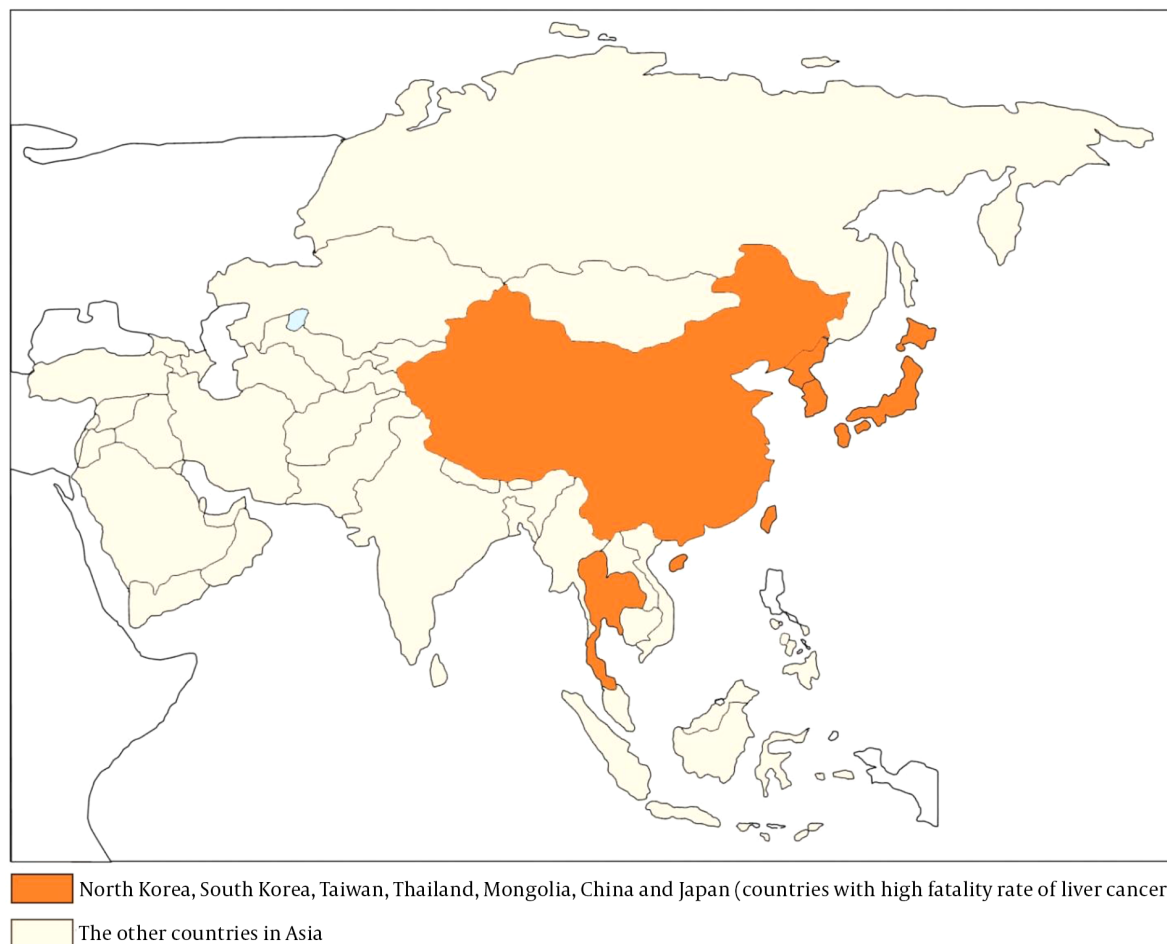 North Korea, South Korea, Taiwan, Thailand, Mongolia, China and Japan (countries with high fatality rate of liver cancer
The other countries in Asia